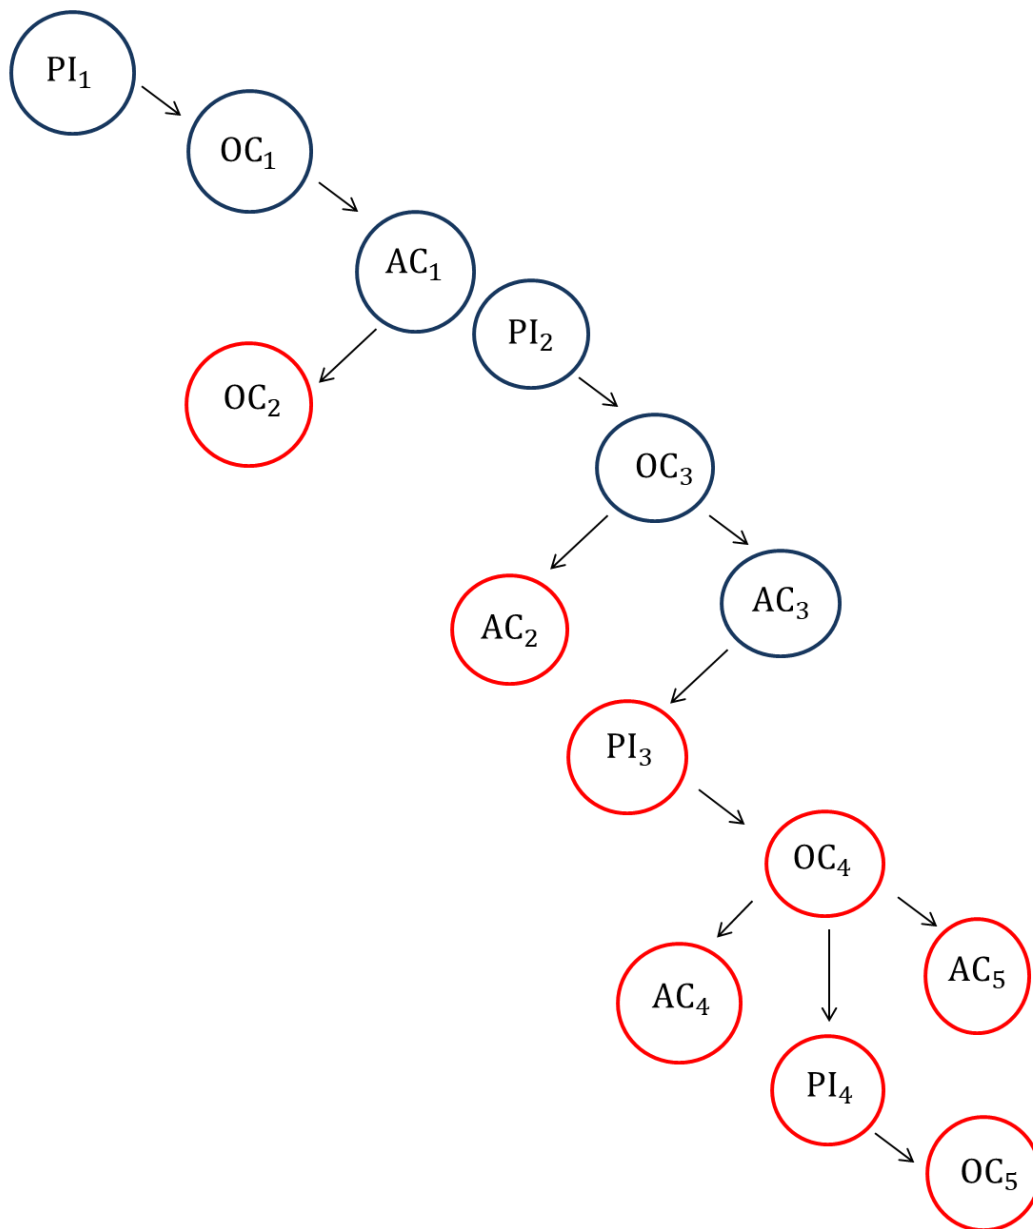 PI₁
OC₁
AC₁
PI₂
OC₂
OC₃
AC₂
AC₃
PI₃
OC₄
AC₄
AC₅
PI₄
OC₅